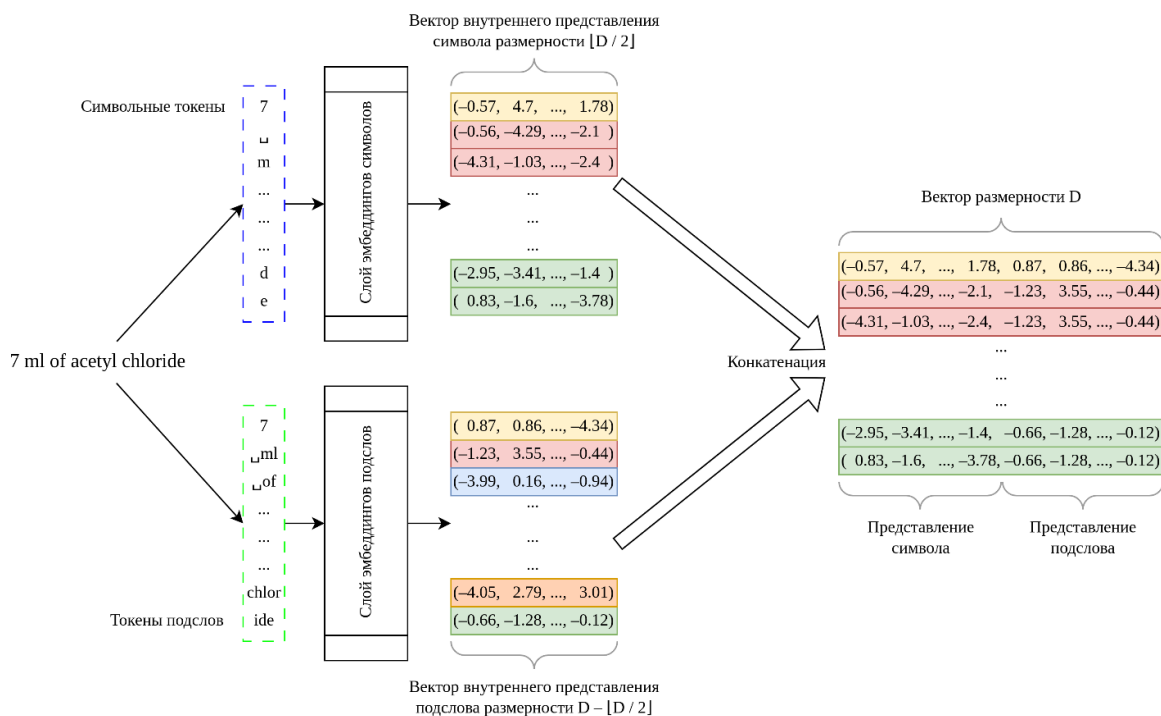 Вектор внутреннего представления
символа размерности ⌊D / 2⌋
Символьные токены
7
␣
m
...
...
...
d
e
Слой эмбеддингов символов
(–0.57, 4.7, ..., 1.78)
(–0.56, –4.29, ..., –2.1 )
(–4.31, –1.03, ..., –2.4 )
...
...
...
(–2.95, –3.41, ..., –1.4 )
( 0.83, –1.6, ..., –3.78)
7 ml of acetyl chloride
7
␣ml
␣of
...
...
...
chlor
ide
Токены подслов
Слой эмбеддингов подслов
( 0.87, 0.86, ..., –4.34)
(–1.23, 3.55, ..., –0.44)
(–3.99, 0.16, ..., –0.94)
...
...
...
(–4.05, 2.79, ..., 3.01)
(–0.66, –1.28, ..., –0.12)
Вектор внутреннего представления
подслова размерности D – ⌊D / 2⌋
Конкатенация
Вектор размерности D
(–0.57, 4.7, ..., 1.78, 0.87, 0.86, ..., –4.34)
(–0.56, –4.29, ..., –2.1, –1.23, 3.55, ..., –0.44)
(–4.31, –1.03, ..., –2.4, –1.23, 3.55, ..., –0.44)
...
...
...
(–2.95, –3.41, ..., –1.4, –0.66, –1.28, ..., –0.12)
( 0.83, –1.6, ..., –3.78, –0.66, –1.28, ..., –0.12)
Представление
символа
Представление
подслова